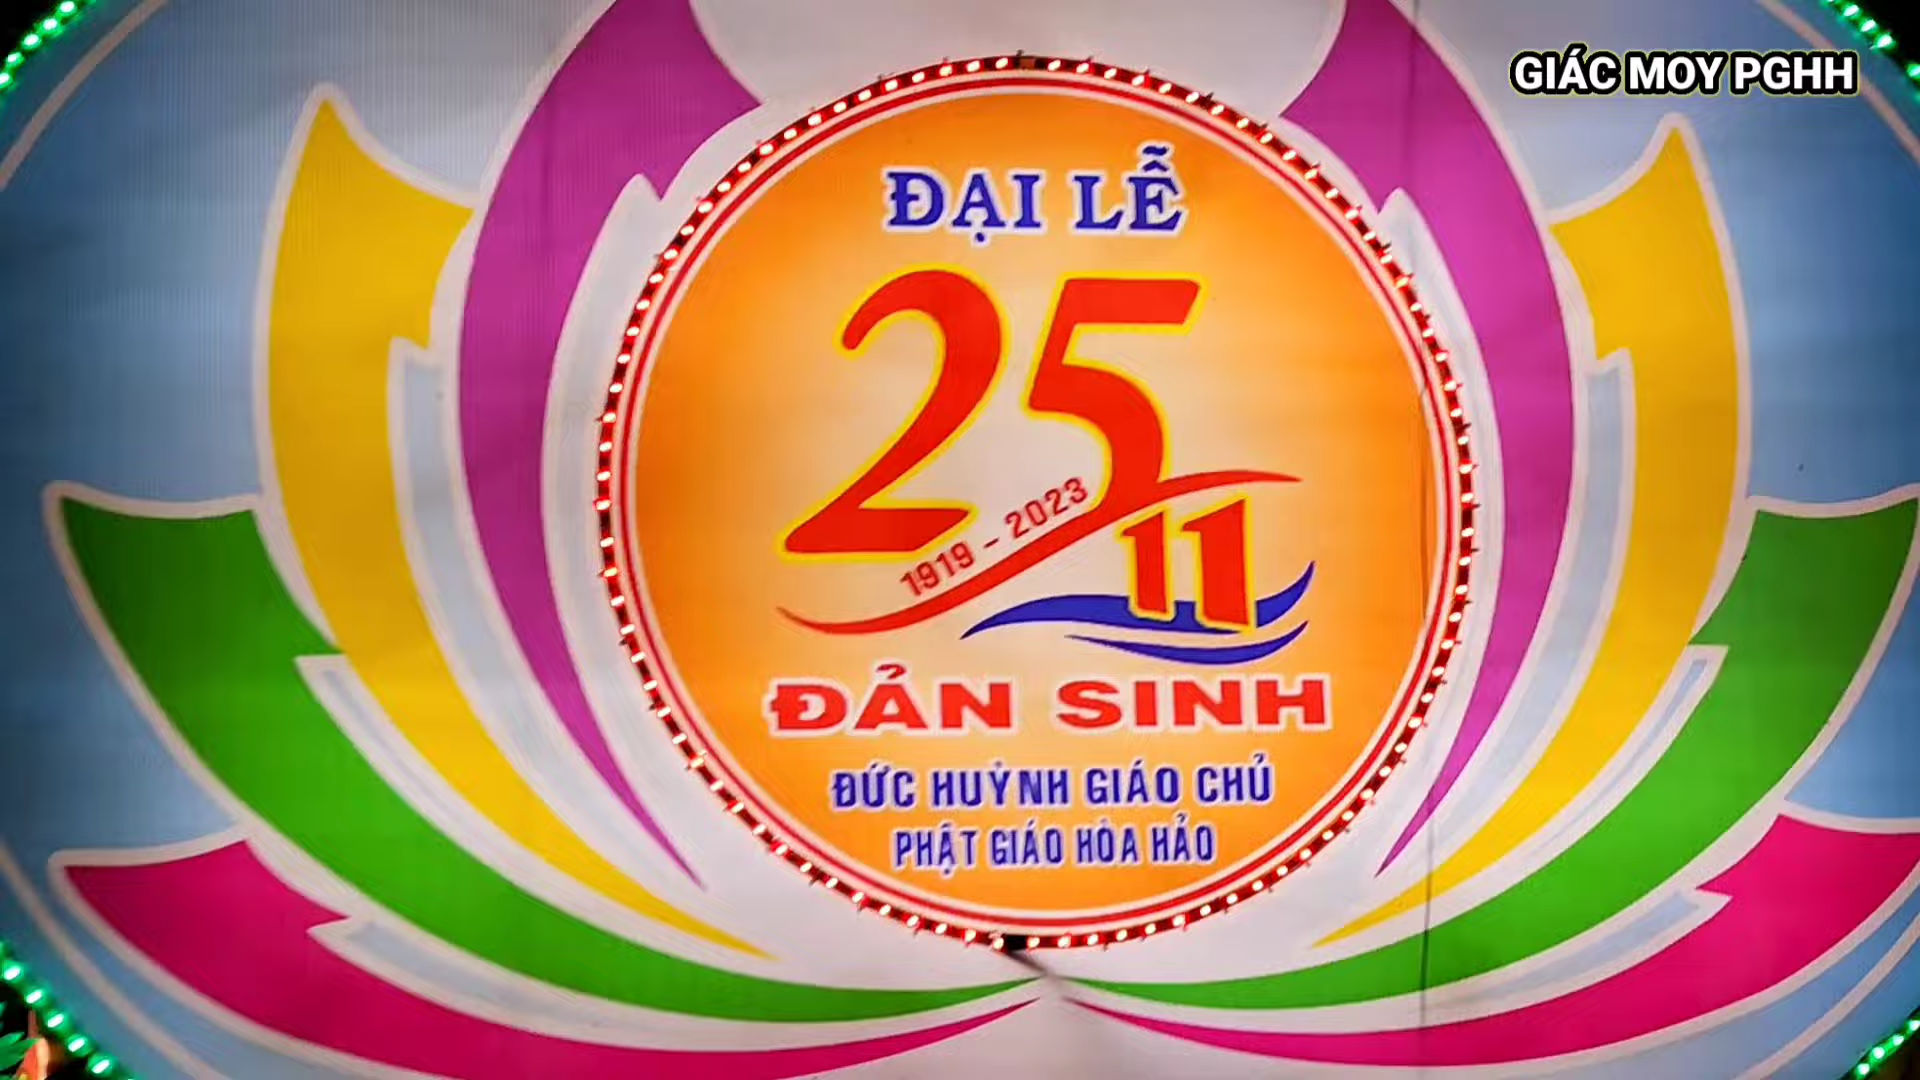 GIÁC MOY PGHH
ĐẠI LỄ
25
1919 - 2023
11
ĐẢN SINH
ĐỨC HUỲNH GIÁO CHỦ
PHẬT GIÁO HÒA HẢO